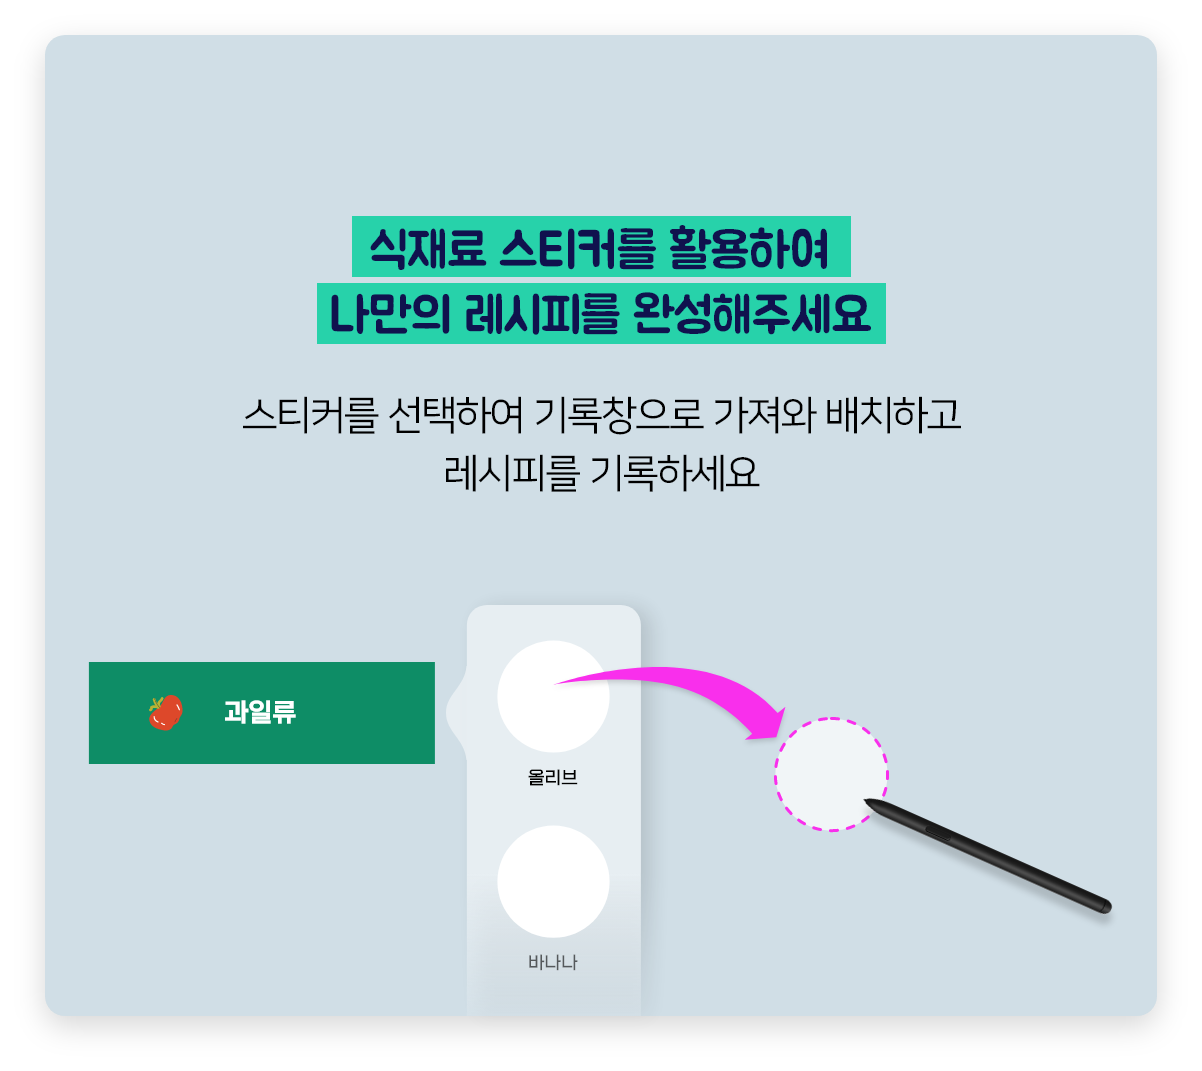 식재료 스티커를 활용하여
나만의 레시피를 완성해주세요
스티커를 선택하여 기록창으로 가져와 배치하고
레시피를 기록하세요
과일류
올리브
바나나